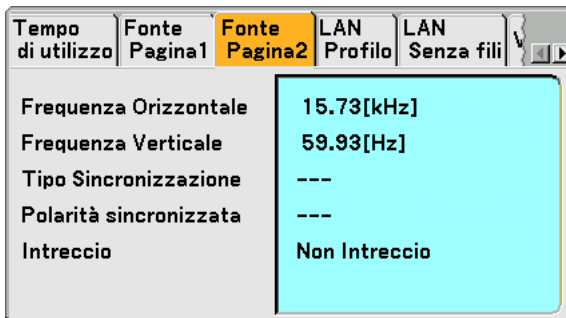 Tempo di utilizzo Fonte Pagina1 Fonte Pagina2 LAN Profilo LAN Senza fili
Frequenza Orizzontale 15.73[kHz]
Frequenza Verticale 59.93[Hz]
Tipo Sincronizzazione ---
Polarità sincronizzata ---
Intreccio Non Intreccio